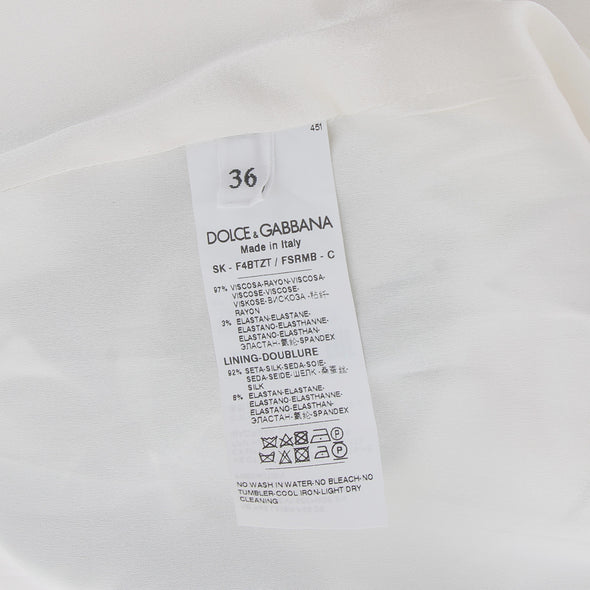 451
36
DOLCE & GABBANA
Made in Italy
SK - F4BTZT / FSRMB - C
97% VISCOSA-RAYON-VISCOSA-
VISCOSE-VISCOSE-
VISKOSE-ВИСКОЗА-粘纤-
RAYON
3% ELASTAN-ELASTANE-
ELASTANO-ELASTHANNE-
ELASTANO-ELASTHAN-
ЭЛАСТАН-氨纶-SPANDEX
LINING-DOUBLURE
92% SETA-SILK-SEDA-SOIE-
SEDA-SEIDE-ШЕЛК-桑蚕丝-
SILK
8% ELASTAN-ELASTANE-
ELASTANO-ELASTHANNE-
ELASTANO-ELASTHAN-
ЭЛАСТАН-氨纶-SPANDEX
P
P
NO WASH IN WATER-NO BLEACH-NO
TUMBLER-COOL IRON-LIGHT DRY
CLEANING